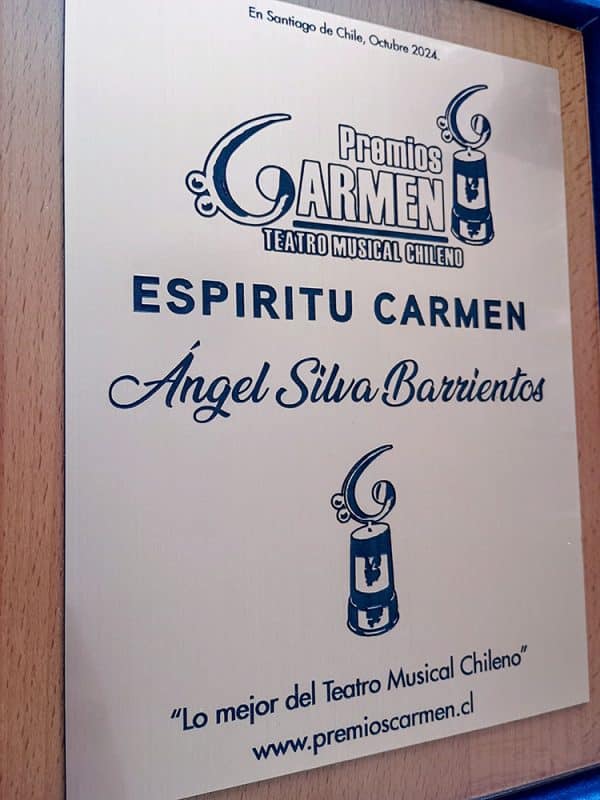 En Santiago de Chile, Octubre 2024.
Premios
CARMEN
TEATRO MUSICAL CHILENO
ESPIRITU CARMEN
Ángel Silva Barrientos
“Lo mejor del Teatro Musical Chileno”
www.premioscarmen.cl